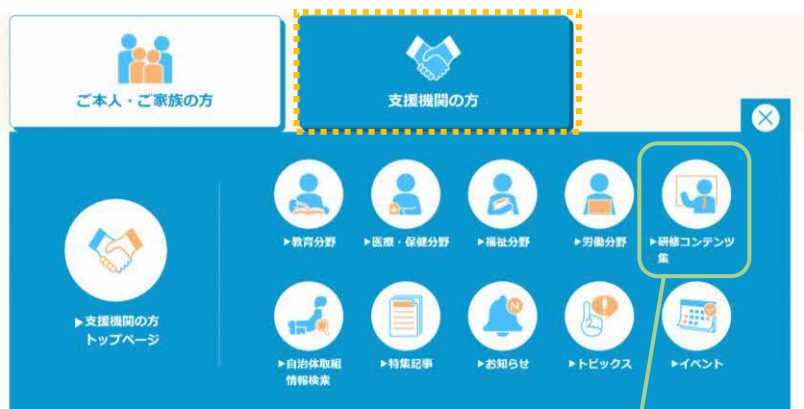 ご本人・ご家族の方
支援機関の方
▶支援機関の方
トップページ
▶教育分野
▶医療・保健分野
▶福祉分野
▶労働分野
▶研修コンテンツ
集
▶自治体取組
情報検索
▶特集記事
▶お知らせ
▶トピックス
▶イベント